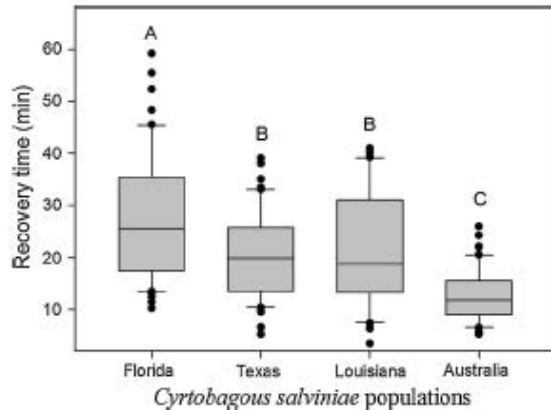 A
60
50
B
B
40
C
30
20
10
Recovery time (min)
Florida Texas Louisiana Australia
Cyrtobagous salviniae populations